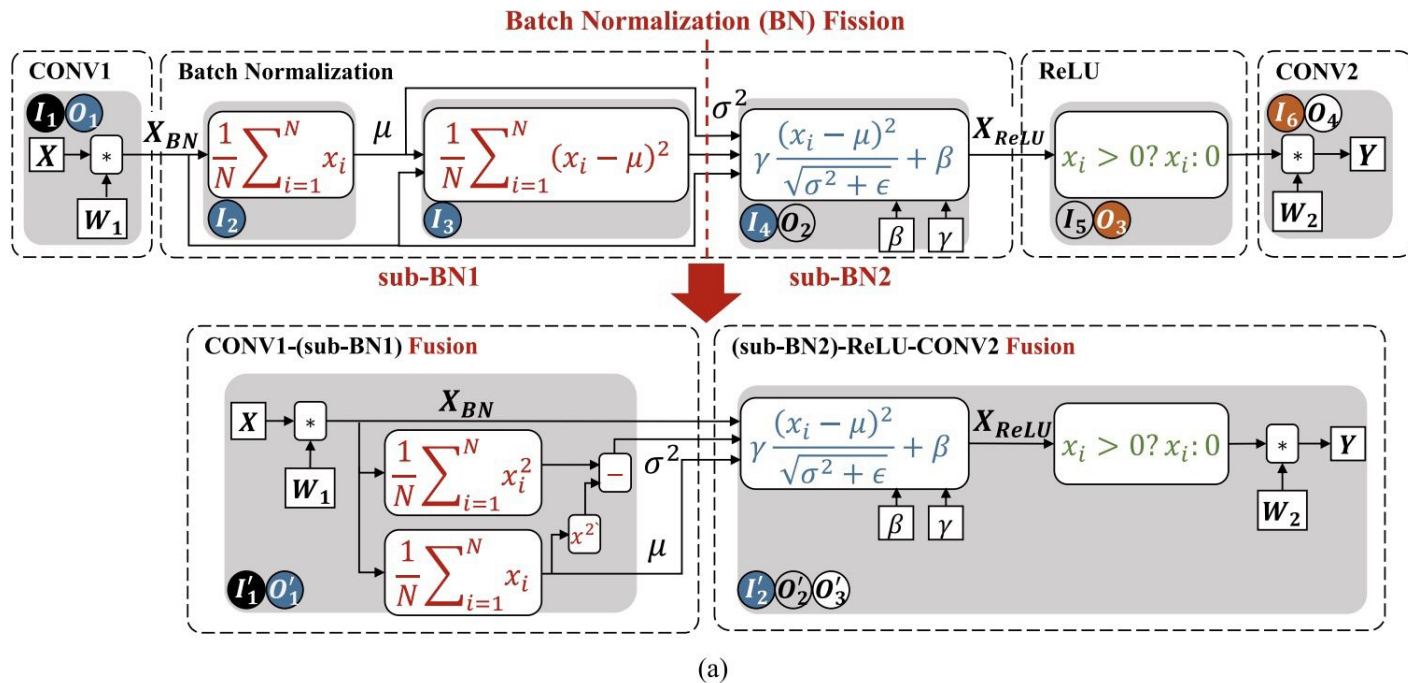 Batch Normalization (BN) Fission
CONV1
I₁ O₁
X
*
W₁
X_BN
Batch Normalization
1/N ∑_{i=1}^{N} x_i
I₂
μ
1/N ∑_{i=1}^{N} (x_i − μ)²
I₃
σ²
γ (x_i − μ)² / √(σ² + ϵ) + β
I₄ O₂
β
γ
X_ReLU
ReLU
x_i > 0? x_i: 0
I₅ O₃
CONV2
I₆ O₄
*
Y
W₂
sub-BN1
sub-BN2
CONV1-(sub-BN1) Fusion
X
*
W₁
X_BN
1/N ∑_{i=1}^{N} x_i²
−
σ²
x²`
1/N ∑_{i=1}^{N} x_i
μ
I′₁ O′₁
(sub-BN2)-ReLU-CONV2 Fusion
γ (x_i − μ)² / √(σ² + ϵ) + β
β
γ
X_ReLU
x_i > 0? x_i: 0
*
Y
W₂
I′₂ O′₂ O′₃
(a)